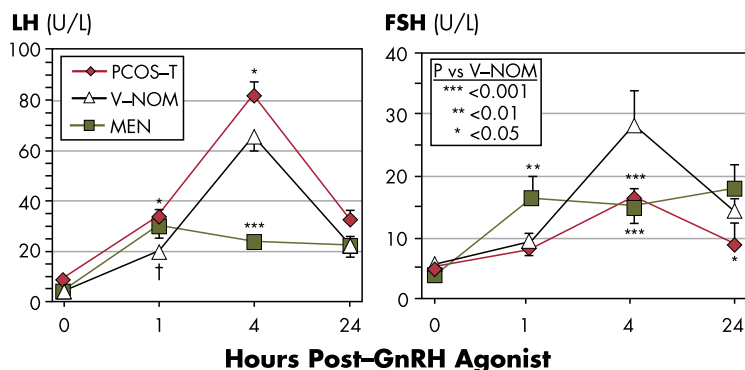 LH (U/L)
100
80
60
40
20
0
PCOS–T
V–NOM
MEN
*
*
***
0 1 4 24
FSH (U/L)
40
30
20
10
0
P vs V–NOM
*** <0.001
** <0.01
* <0.05
**
***
***
*
0 1 4 24
Hours Post–GnRH Agonist